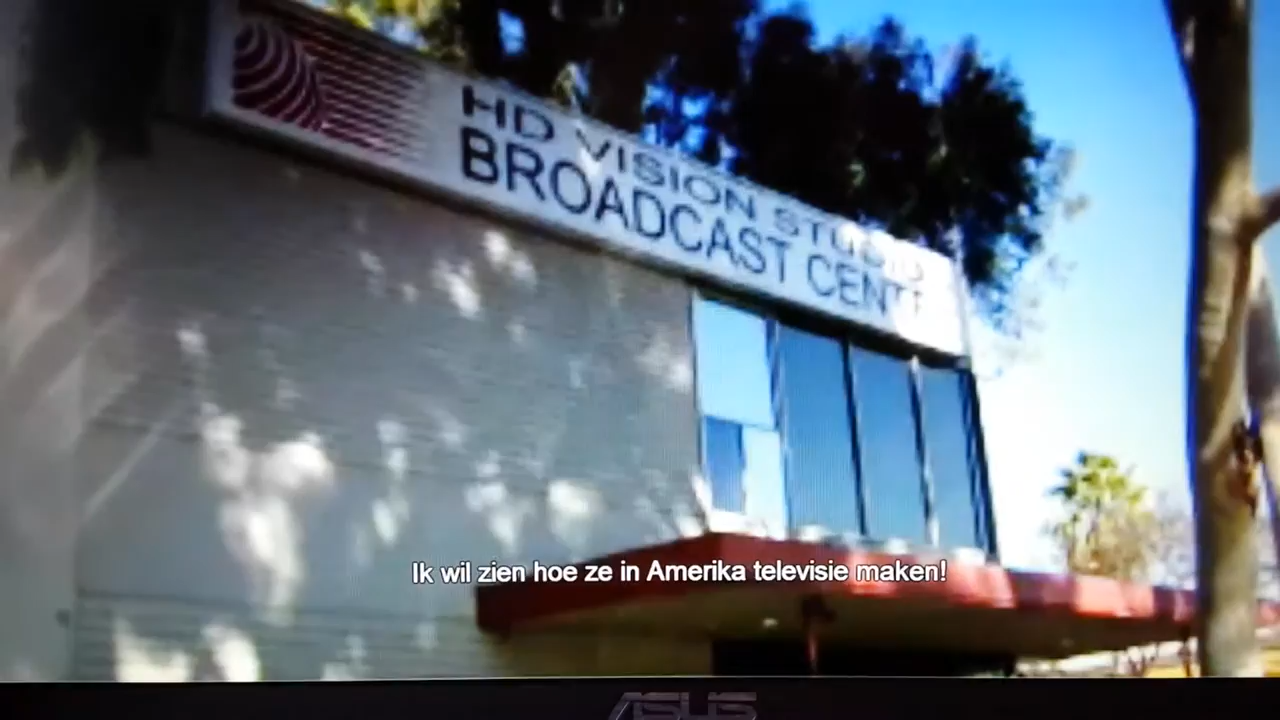 HD VISION STUDIO
BROADCAST CENT
Ik wil zien hoe ze in Amerika televisie maken!
ASUS